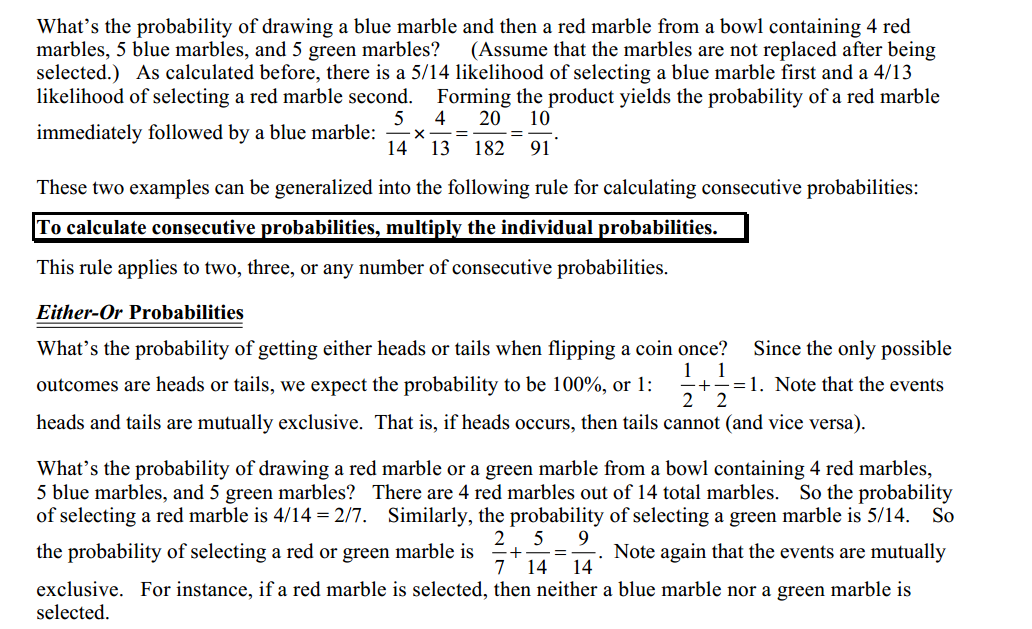 What’s the probability of drawing a blue marble and then a red marble from a bowl containing 4 red
marbles, 5 blue marbles, and 5 green marbles? (Assume that the marbles are not replaced after being
selected.) As calculated before, there is a 5/14 likelihood of selecting a blue marble first and a 4/13
likelihood of selecting a red marble second. Forming the product yields the probability of a red marble
immediately followed by a blue marble: 5/14 × 4/13 = 20/182 = 10/91.
These two examples can be generalized into the following rule for calculating consecutive probabilities:
To calculate consecutive probabilities, multiply the individual probabilities.
This rule applies to two, three, or any number of consecutive probabilities.
Either-Or Probabilities
What’s the probability of getting either heads or tails when flipping a coin once? Since the only possible
outcomes are heads or tails, we expect the probability to be 100%, or 1: 1/2 + 1/2 = 1. Note that the events
heads and tails are mutually exclusive. That is, if heads occurs, then tails cannot (and vice versa).
What’s the probability of drawing a red marble or a green marble from a bowl containing 4 red marbles,
5 blue marbles, and 5 green marbles? There are 4 red marbles out of 14 total marbles. So the probability
of selecting a red marble is 4/14 = 2/7. Similarly, the probability of selecting a green marble is 5/14. So
the probability of selecting a red or green marble is 2/7 + 5/14 = 9/14. Note again that the events are mutually
exclusive. For instance, if a red marble is selected, then neither a blue marble nor a green marble is
selected.